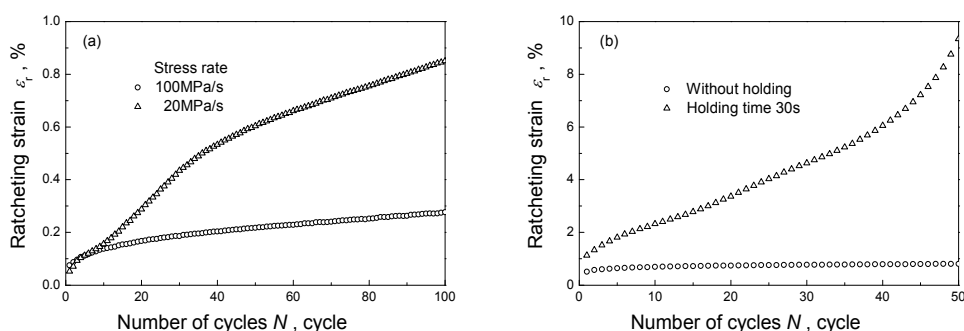 (a)
Stress rate
100MPa/s
20MPa/s
Ratcheting strain εr, %
1.0
0.8
0.6
0.4
0.2
0.0
0 20 40 60 80 100
Number of cycles N , cycle
(b)
Without holding
Holding time 30s
Ratcheting strain εr, %
10
8
6
4
2
0
0 10 20 30 40 50
Number of cycles N , cycle